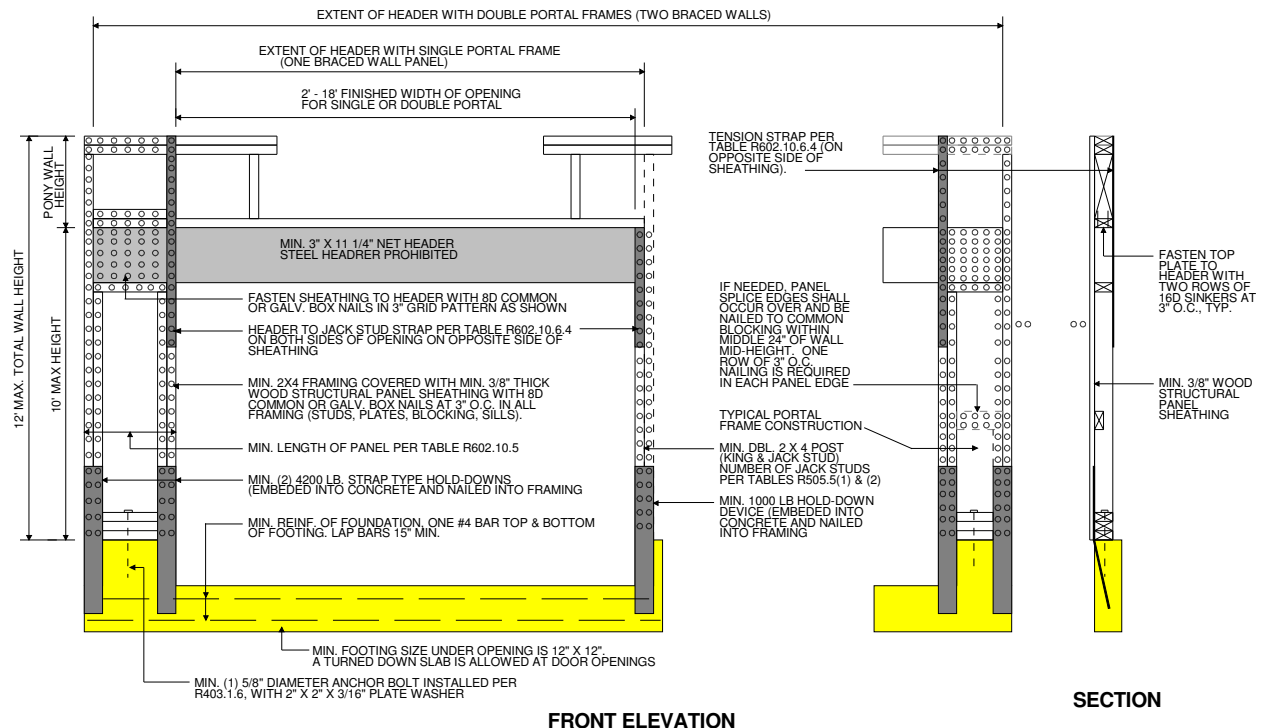 EXTENT OF HEADER WITH DOUBLE PORTAL FRAMES (TWO BRACED WALLS)
EXTENT OF HEADER WITH SINGLE PORTAL FRAME
(ONE BRACED WALL PANEL)
2' - 18' FINISHED WIDTH OF OPENING
FOR SINGLE OR DOUBLE PORTAL
12' MAX. TOTAL WALL HEIGHT
PONY WALL
HEIGHT
10' MAX HEIGHT
MIN. 3" X 11 1/4" NET HEADER
STEEL HEADRER PROHIBITED
FASTEN SHEATHING TO HEADER WITH 8D COMMON
OR GALV. BOX NAILS IN 3" GRID PATTERN AS SHOWN
HEADER TO JACK STUD STRAP PER TABLE R602.10.6.4
ON BOTH SIDES OF OPENING ON OPPOSITE SIDE OF
SHEATHING
MIN. 2X4 FRAMING COVERED WITH MIN. 3/8" THICK
WOOD STRUCTURAL PANEL SHEATHING WITH 8D
COMMON OR GALV. BOX NAILS AT 3" O.C. IN ALL
FRAMING (STUDS, PLATES, BLOCKING, SILLS).
MIN. LENGTH OF PANEL PER TABLE R602.10.5
MIN. (2) 4200 LB. STRAP TYPE HOLD-DOWNS
(EMBEDED INTO CONCRETE AND NAILED INTO FRAMING
MIN. REINF. OF FOUNDATION, ONE #4 BAR TOP & BOTTOM
OF FOOTING. LAP BARS 15" MIN.
MIN. FOOTING SIZE UNDER OPENING IS 12" X 12".
A TURNED DOWN SLAB IS ALLOWED AT DOOR OPENINGS
MIN. (1) 5/8" DIAMETER ANCHOR BOLT INSTALLED PER
R403.1.6, WITH 2" X 2" X 3/16" PLATE WASHER
FRONT ELEVATION
TENSION STRAP PER
TABLE R602.10.6.4 (ON
OPPOSITE SIDE OF
SHEATHING).
IF NEEDED, PANEL
SPLICE EDGES SHALL
OCCUR OVER AND BE
NAILED TO COMMON
BLOCKING WITHIN
MIDDLE 24" OF WALL
MID-HEIGHT. ONE
ROW OF 3" O.C.
NAILING IS REQUIRED
IN EACH PANEL EDGE
TYPICAL PORTAL
FRAME CONSTRUCTION
MIN. DBL. 2 X 4 POST
(KING & JACK STUD)
NUMBER OF JACK STUDS
PER TABLES R505.5(1) & (2)
MIN. 1000 LB HOLD-DOWN
DEVICE (EMBEDED INTO
CONCRETE AND NAILED
INTO FRAMING
FASTEN TOP
PLATE TO
HEADER WITH
TWO ROWS OF
16D SINKERS AT
3" O.C., TYP.
MIN. 3/8" WOOD
STRUCTURAL
PANEL
SHEATHING
SECTION